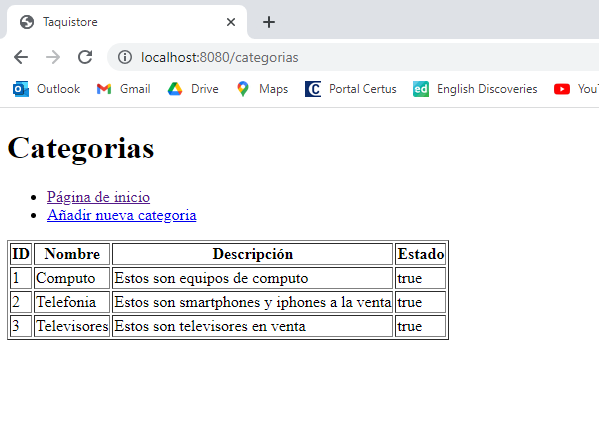 Taquistore
localhost:8080/categorias
Outlook Gmail Drive Maps Portal Certus ed English Discoveries
Categorias
Página de inicio
Añadir nueva categoria
ID Nombre Descripción Estado
1 Computo Estos son equipos de computo true
2 Telefonia Estos son smartphones y iphones a la venta true
3 Televisores Estos son televisores en venta true